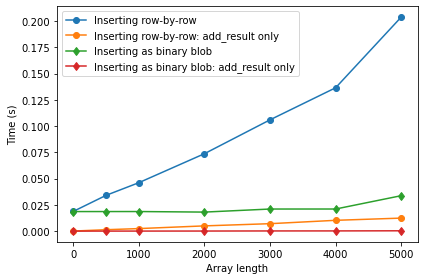 Inserting row-by-row
Inserting row-by-row: add_result only
Inserting as binary blob
Inserting as binary blob: add_result only
Time (s)
0.200
0.175
0.150
0.125
0.100
0.075
0.050
0.025
0.000
0 1000 2000 3000 4000 5000
Array length